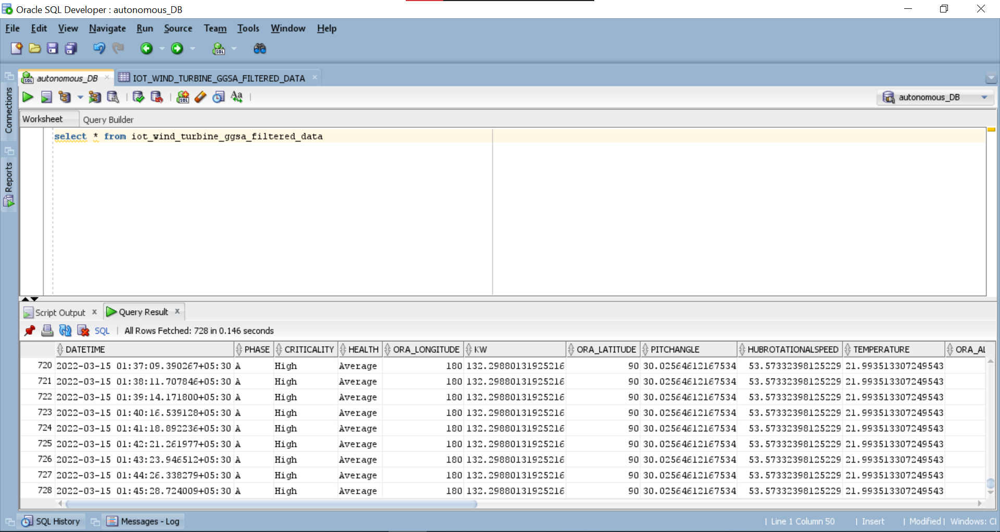 Oracle SQL Developer : autonomous_DB
File Edit View Navigate Run Source Team Tools Window Help
autonomous_DB IOT_WIND_TURBINE_GGSA_FILTERED_DATA
autonomous_DB
Connections
Reports
Worksheet Query Builder
select * from iot_wind_turbine_ggsa_filtered_data
Script Output Query Result
SQL | All Rows Fetched: 728 in 0.146 seconds
DATETIME PHASE CRITICALITY HEALTH ORA_LONGITUDE KW ORA_LATITUDE PITCHANGLE HUBROTATIONALSPEED TEMPERATURE ORA_AL
720 2022-03-15 01:37:09.390267+05:30 A High Average 180 132.29880131925216 90 30.02564612167534 53.57332398125229 21.993513307249543
721 2022-03-15 01:38:11.707846+05:30 A High Average 180 132.29880131925216 90 30.02564612167534 53.57332398125229 21.993513307249543
722 2022-03-15 01:39:14.171800+05:30 A High Average 180 132.29880131925216 90 30.02564612167534 53.57332398125229 21.993513307249543
723 2022-03-15 01:40:16.539128+05:30 A High Average 180 132.29880131925216 90 30.02564612167534 53.57332398125229 21.993513307249543
724 2022-03-15 01:41:18.892236+05:30 A High Average 180 132.29880131925216 90 30.02564612167534 53.57332398125229 21.993513307249543
725 2022-03-15 01:42:21.261977+05:30 A High Average 180 132.29880131925216 90 30.02564612167534 53.57332398125229 21.993513307249543
726 2022-03-15 01:43:23.946512+05:30 A High Average 180 132.29880131925216 90 30.02564612167534 53.57332398125229 21.993513307249543
727 2022-03-15 01:44:26.338279+05:30 A High Average 180 132.29880131925216 90 30.02564612167534 53.57332398125229 21.993513307249543
728 2022-03-15 01:45:28.724009+05:30 A High Average 180 132.29880131925216 90 30.02564612167534 53.57332398125229 21.993513307249543
SQL History Messages - Log | Line 1 Column 50 | Insert | Modified | Windows: Cl